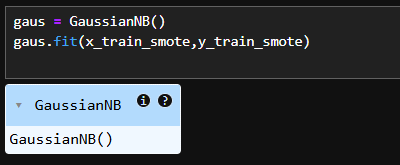 gaus = GaussianNB()
gaus.fit(x_train_smote,y_train_smote)
▾ GaussianNB i ?
GaussianNB()